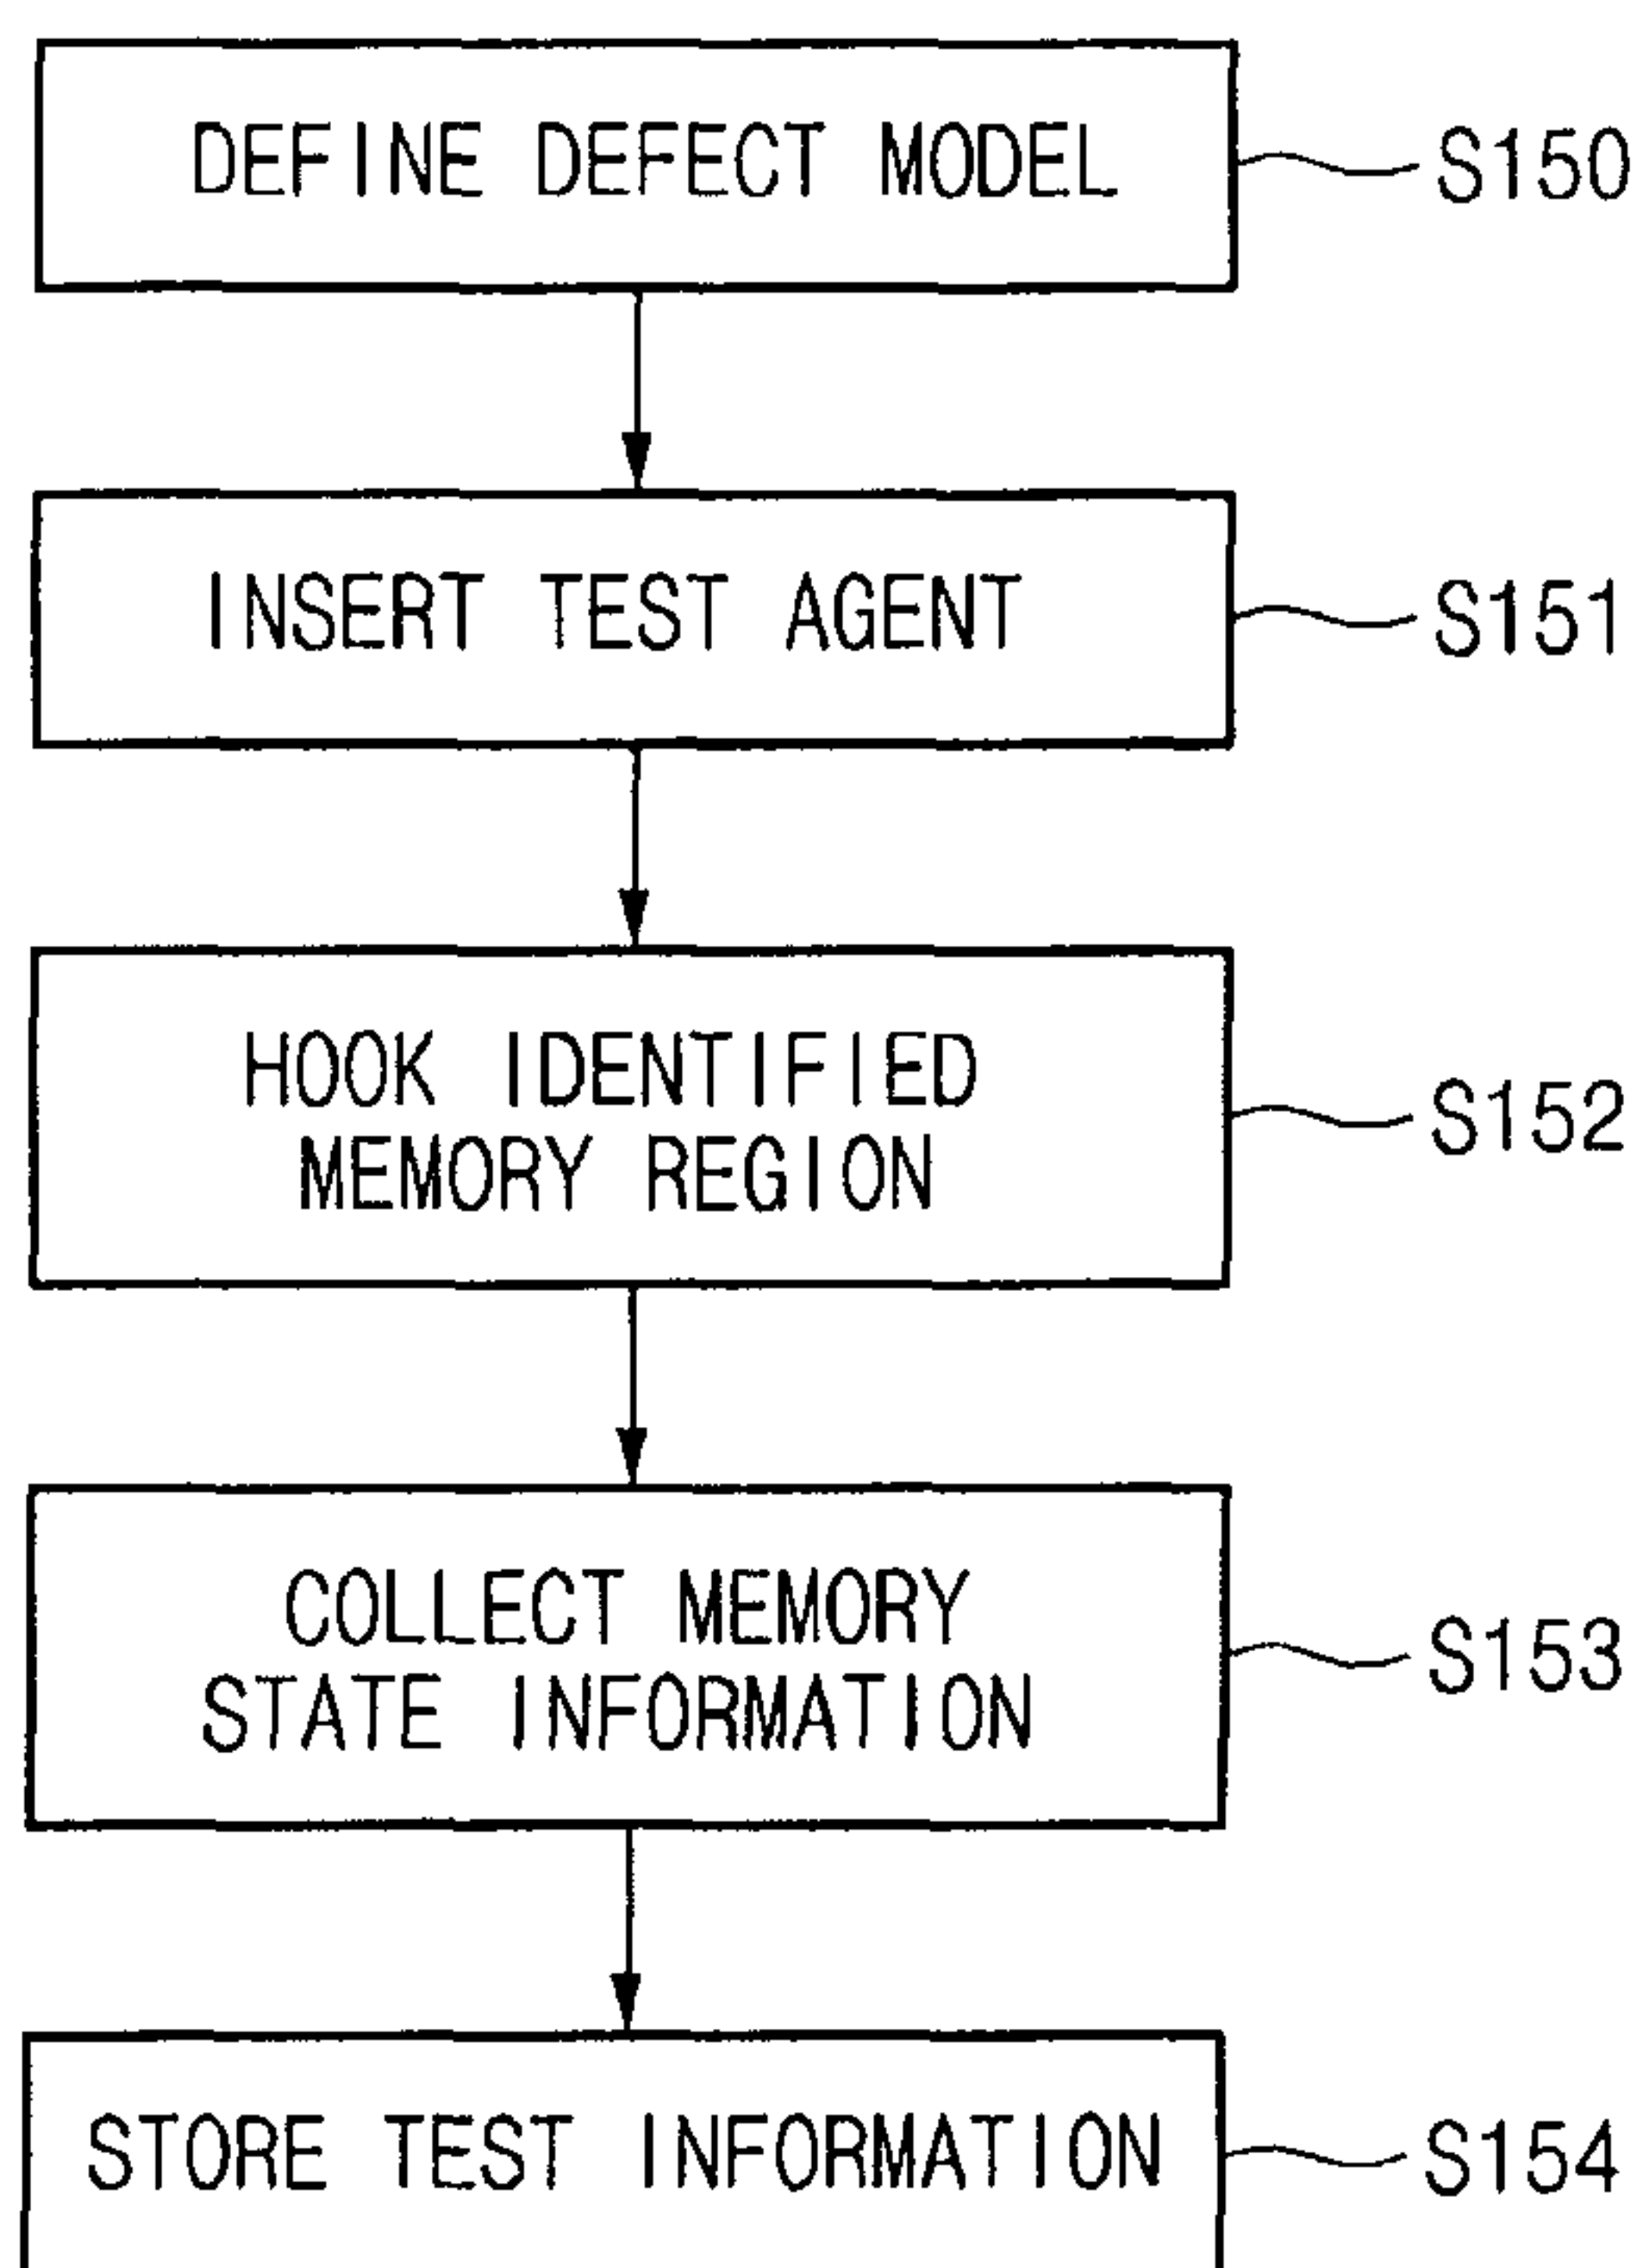 DEFINE DEFECT MODEL
S150
INSERT TEST AGENT
S151
HOOK IDENTIFIED
MEMORY REGION
S152
COLLECT MEMORY
STATE INFORMATION
S153
STORE TEST INFORMATION
S154